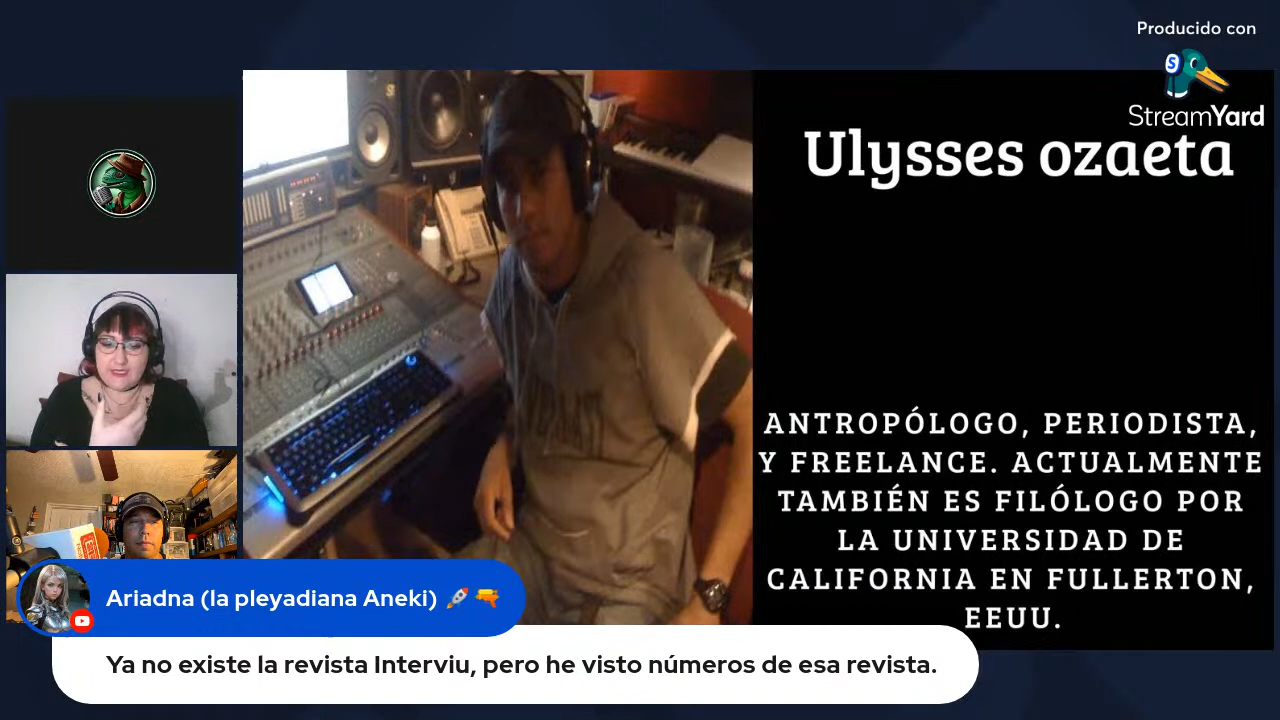 Producido con
StreamYard
Ulysses ozaeta
ANTROPÓLOGO, PERIODISTA,
Y FREELANCE. ACTUALMENTE
TAMBIÉN ES FILÓLOGO POR
LA UNIVERSIDAD DE
CALIFORNIA EN FULLERTON,
EEUU.
Ariadna (la pleyadiana Aneki) 🚀 🔫
Ya no existe la revista Interviu, pero he visto números de esa revista.